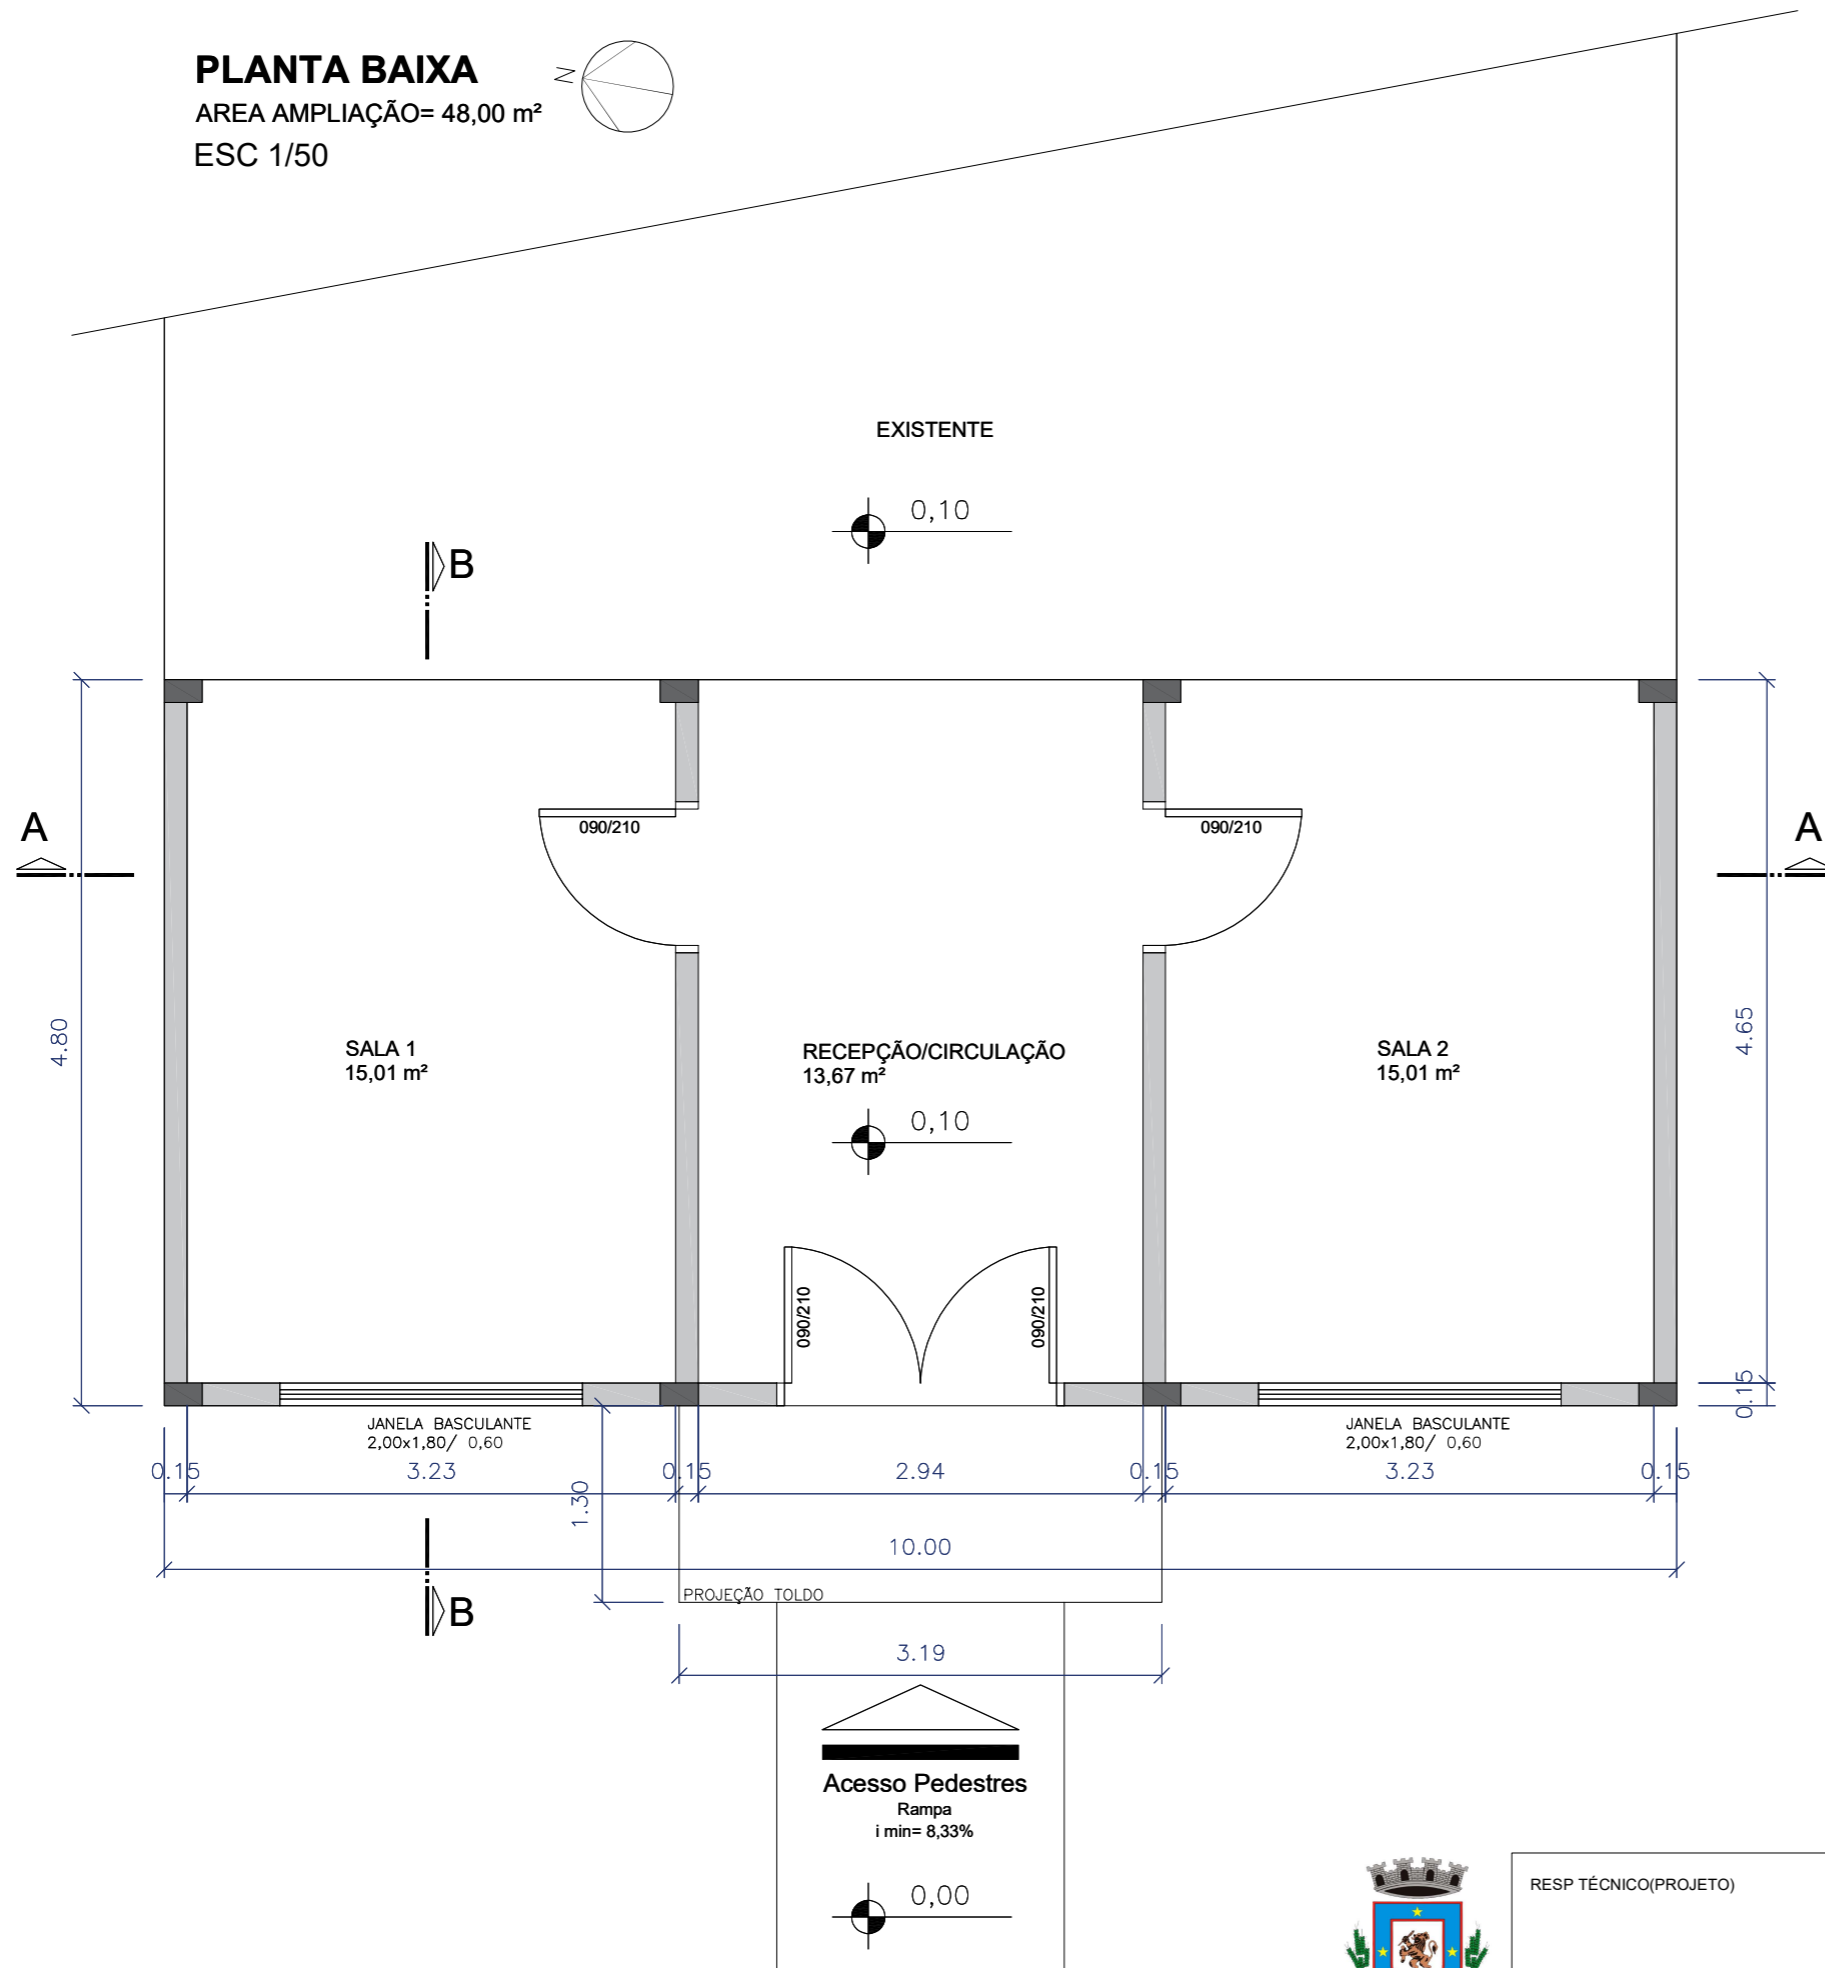 PLANTA BAIXA
AREA AMPLIAÇÃO= 48,00 m²
ESC 1/50
N
EXISTENTE
0,10
B
A
A
090/210
090/210
4.80
4.65
SALA 1
15,01 m²
RECEPÇÃO/CIRCULAÇÃO
13,67 m²
SALA 2
15,01 m²
0,10
090/210
090/210
0.15
JANELA BASCULANTE
2,00x1,80/ 0,60
JANELA BASCULANTE
2,00x1,80/ 0,60
0.15
3.23
0.15
2.94
0.15
3.23
0.15
1.30
10.00
PROJEÇÃO TOLDO
B
3.19
Acesso Pedestres
Rampa
i min= 8,33%
0,00
RESP TÉCNICO(PROJETO)